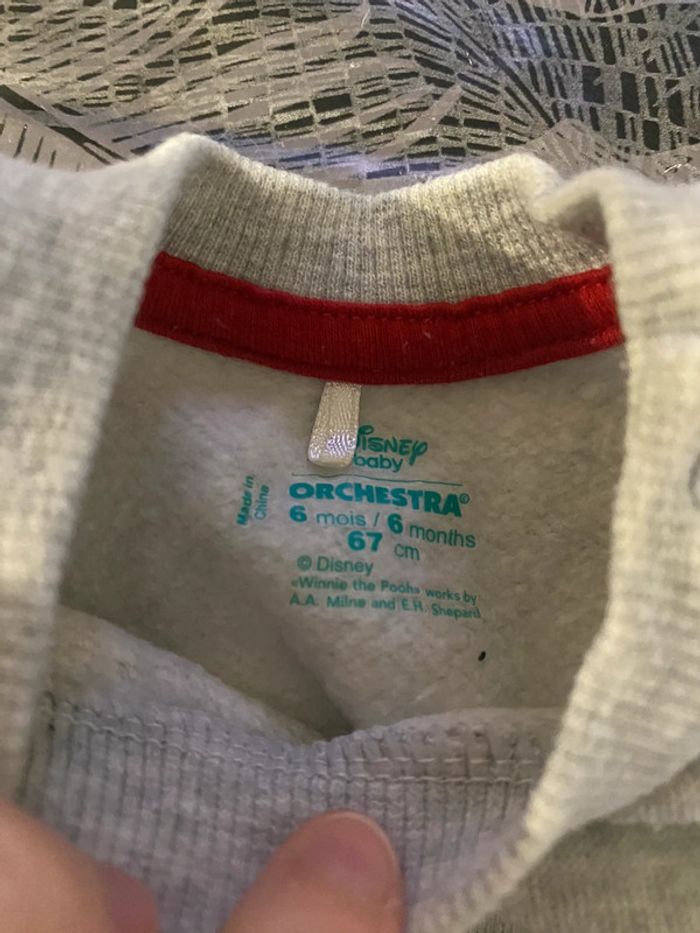 Disney
baby
ORCHESTRA®
6 mois / 6 months
67 cm
© Disney
«Winnie the Pooh» works by
A.A. Milne and E.H. Shepard
Made in
China